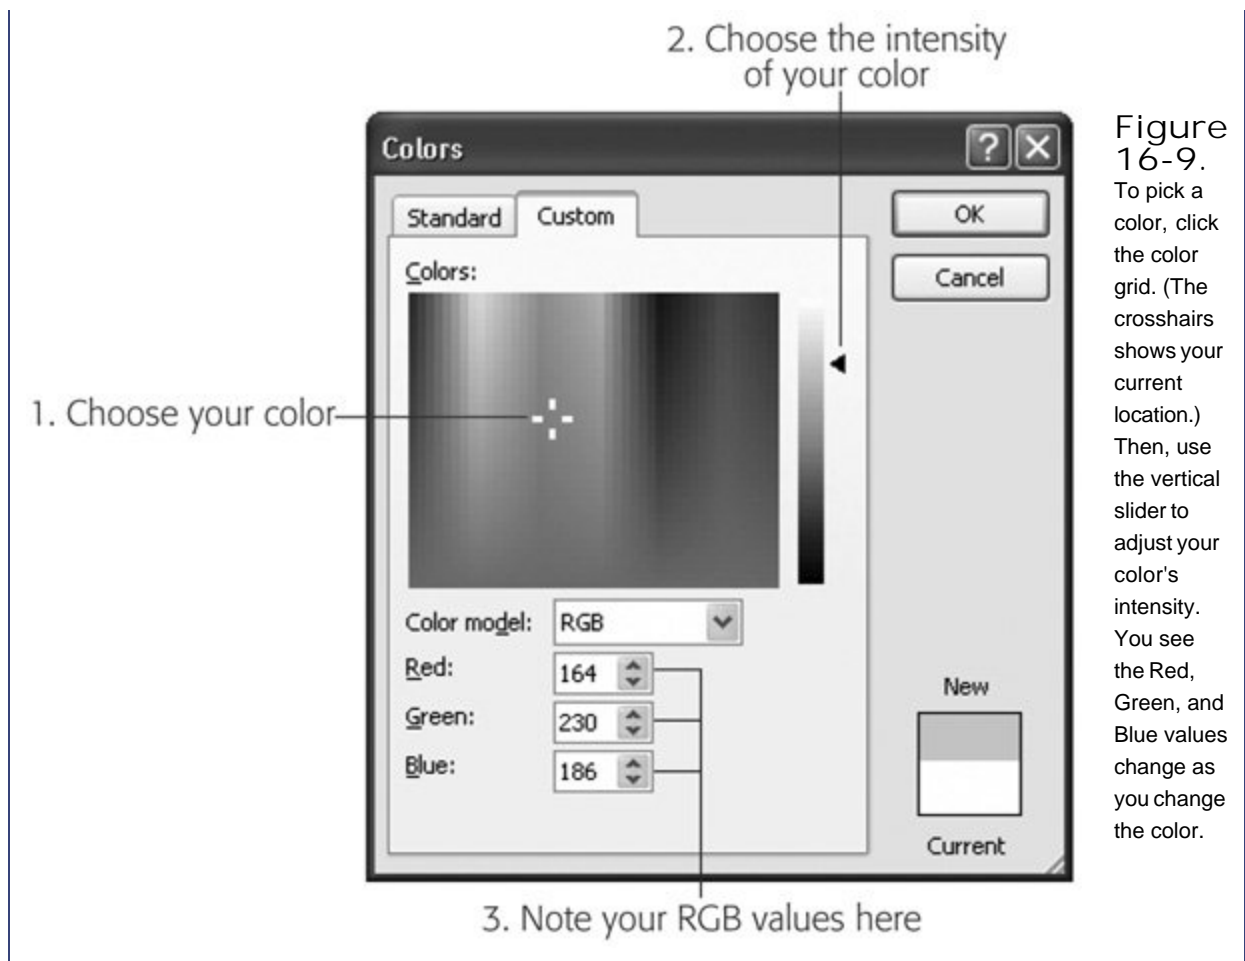 2. Choose the intensity
of your color
Colors
Standard
Custom
OK
Cancel
Colors:
1. Choose your color
Color model:
RGB
Red:
164
Green:
230
Blue:
186
New
Current
3. Note your RGB values here
Figure
16-9.
To pick a
color, click
the color
grid. (The
crosshairs
shows your
current
location.)
Then, use
the vertical
slider to
adjust your
color's
intensity.
You see
the Red,
Green, and
Blue values
change as
you change
the color.